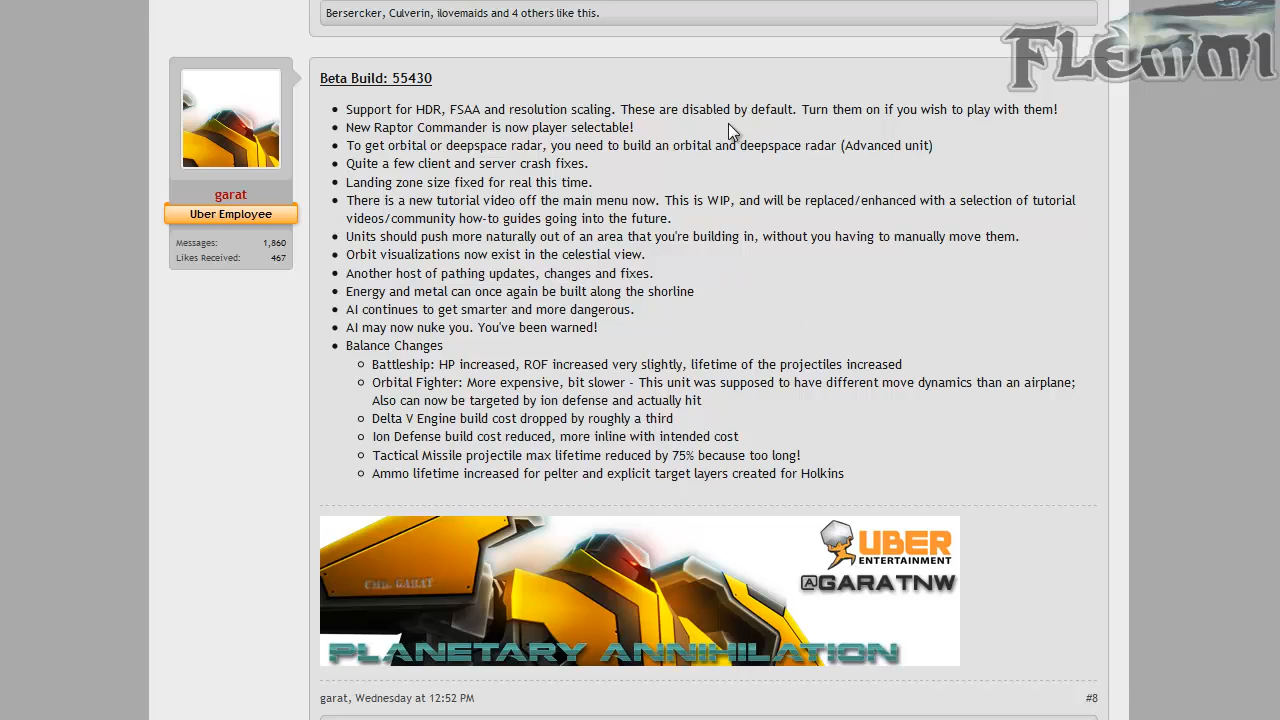 Bersercker, Culverin, ilovemaids and 4 others like this.
FLEMMI
Beta Build: 55430
• Support for HDR, FSAA and resolution scaling. These are disabled by default. Turn them on if you wish to play with them!
• New Raptor Commander is now player selectable!
• To get orbital or deepspace radar, you need to build an orbital and deepspace radar (Advanced unit)
• Quite a few client and server crash fixes.
garat
• Landing zone size fixed for real this time.
Uber Employee
• There is a new tutorial video off the main menu now. This is WIP, and will be replaced/enhanced with a selection of tutorial
videos/community how-to guides going into the future.
Messages: 1,860
Likes Received: 467
• Units should push more naturally out of an area that you're building in, without you having to manually move them.
• Orbit visualizations now exist in the celestial view.
• Another host of pathing updates, changes and fixes.
• Energy and metal can once again be built along the shorline
• AI continues to get smarter and more dangerous.
• AI may now nuke you. You've been warned!
• Balance Changes
○ Battleship: HP increased, ROF increased very slightly, lifetime of the projectiles increased
○ Orbital Fighter: More expensive, bit slower - This unit was supposed to have different move dynamics than an airplane;
Also can now be targeted by ion defense and actually hit
○ Delta V Engine build cost dropped by roughly a third
○ Ion Defense build cost reduced, more inline with intended cost
○ Tactical Missile projectile max lifetime reduced by 75% because too long!
○ Ammo lifetime increased for pelter and explicit target layers created for Holkins
UBER
ENTERTAINMENT
@GARATNW
CMDR. GARAT
PLANETARY ANNIHILATION
garat, Wednesday at 12:52 PM
#8